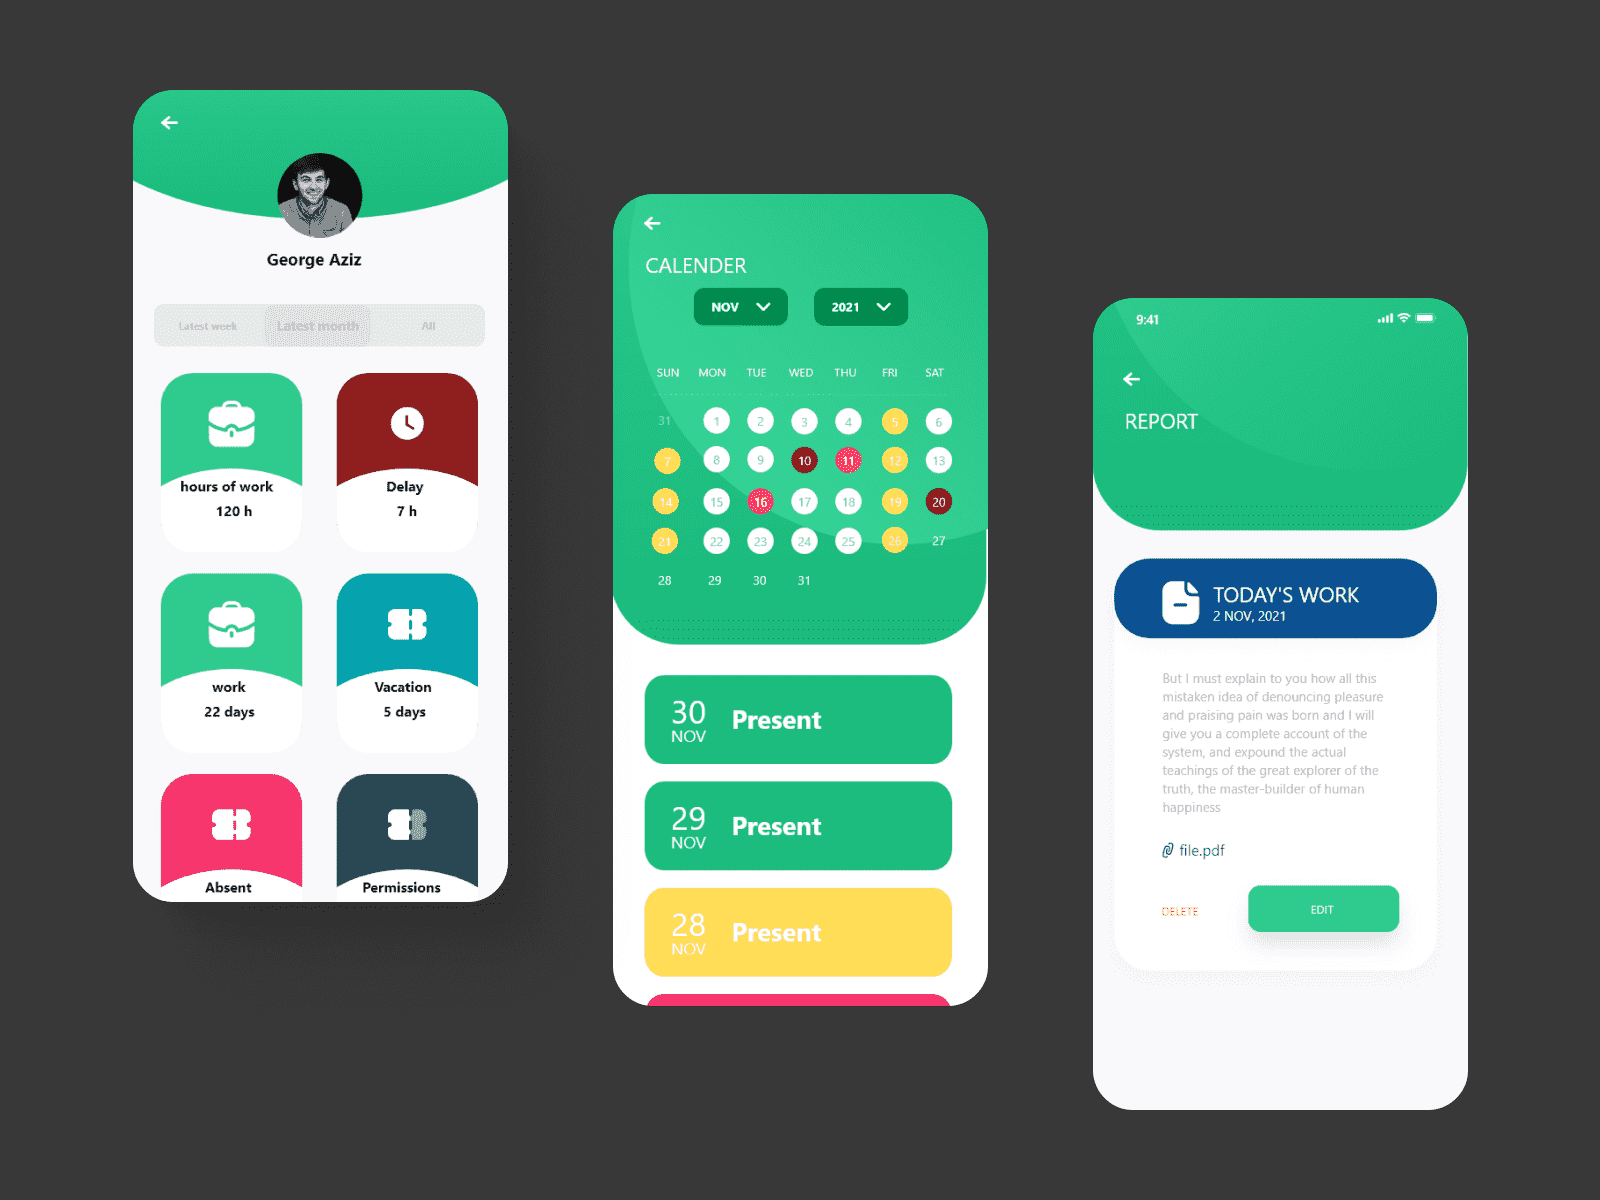 George Aziz
Latest week Latest month All
hours of work
120 h
Delay
7 h
work
22 days
Vacation
5 days
Absent
Permissions
CALENDER
NOV 2021
SUN MON TUE WED THU FRI SAT
31 1 2 3 4 5 6
7 8 9 10 11 12 13
14 15 16 17 18 19 20
21 22 23 24 25 26 27
28 29 30 31
30
NOV
Present
29
NOV
Present
28
NOV
Present
9:41
REPORT
TODAY'S WORK
2 NOV, 2021
But I must explain to you how all this
mistaken idea of denouncing pleasure
and praising pain was born and I will
give you a complete account of the
system, and expound the actual
teachings of the great explorer of the
truth, the master-builder of human
happiness
file.pdf
DELETE
EDIT